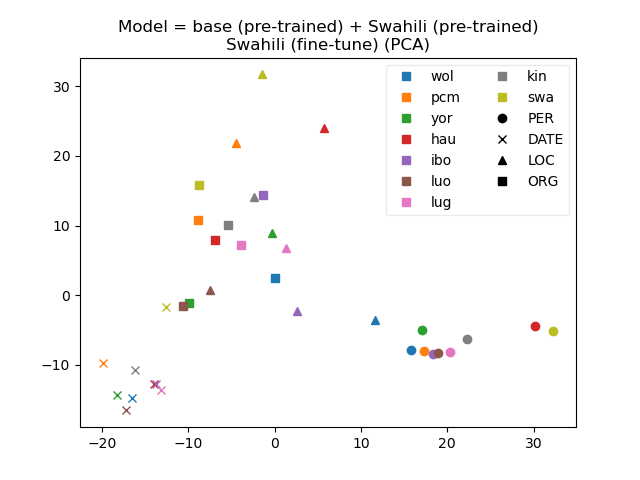 Model = base (pre-trained) + Swahili (pre-trained)
Swahili (fine-tune) (PCA)
30
20
10
0
−10
−20
−10
0
10
20
30
wol
pcm
yor
hau
ibo
luo
lug
kin
swa
PER
DATE
LOC
ORG